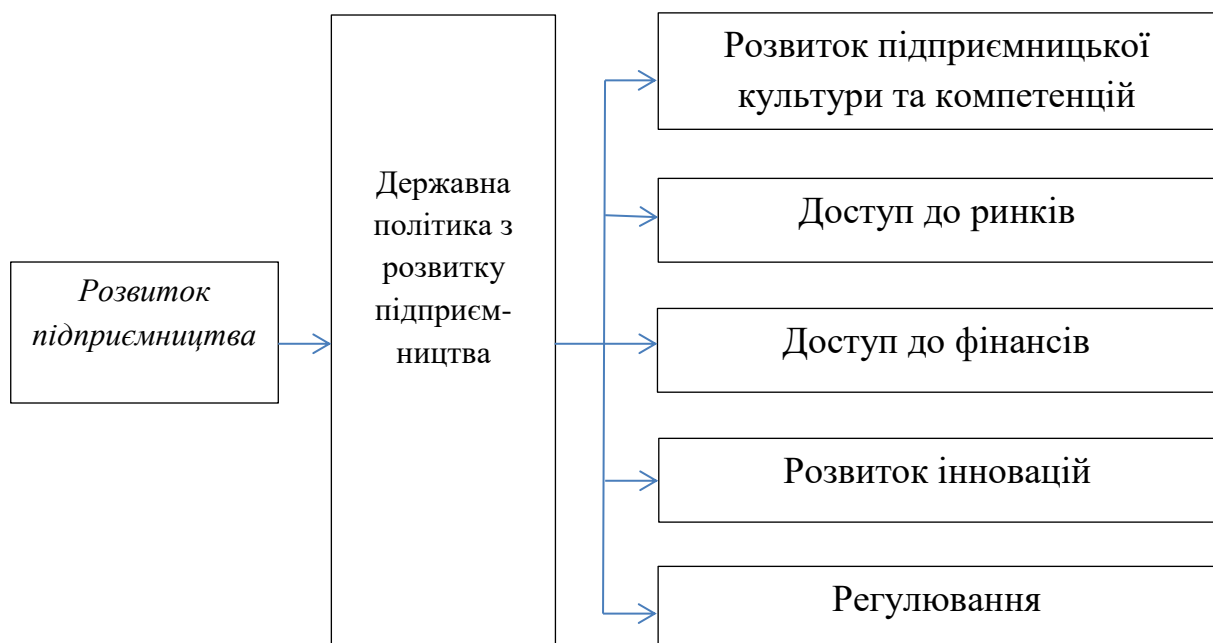 Розвиток
підприємництва
Державна
політика з
розвитку
підприєм-
ництва
Розвиток підприємницької
культури та компетенцій
Доступ до ринків
Доступ до фінансів
Розвиток інновацій
Регулювання